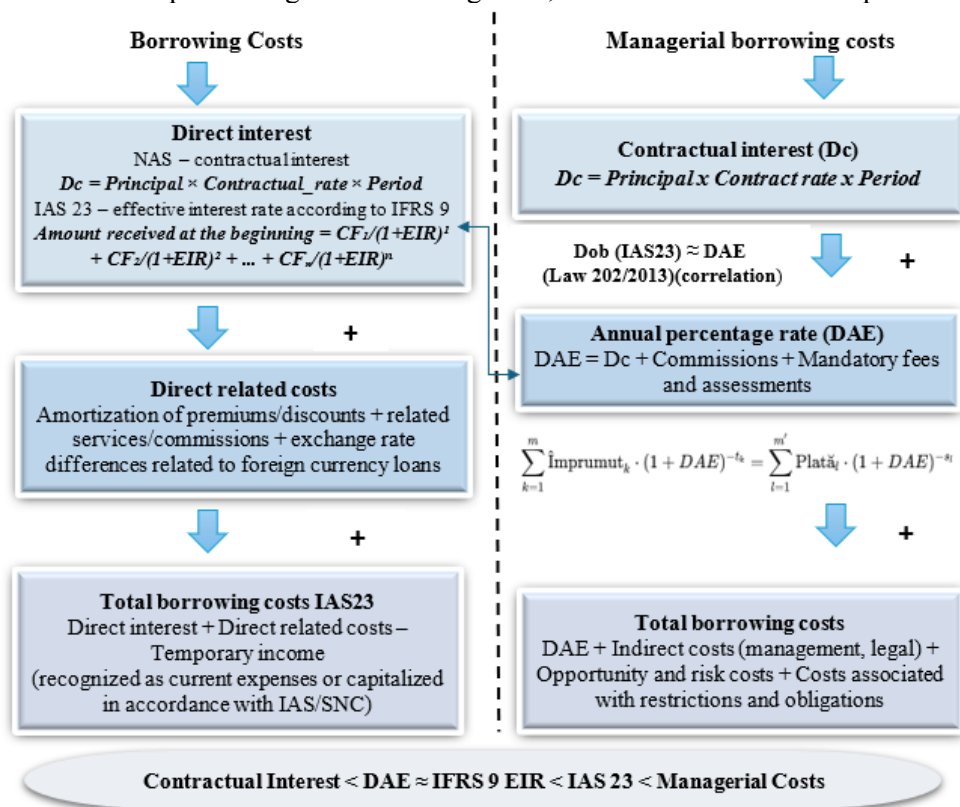 Borrowing Costs
Direct interest
NAS – contractual interest
Dc = Principal × Contractual_rate × Period
IAS 23 – effective interest rate according to IFRS 9
Amount received at the beginning = CF₁/(1+EIR)¹
+ CF₂/(1+EIR)² + ... + CFₙ/(1+EIR)ⁿ
+
Direct related costs
Amortization of premiums/discounts + related
services/commissions + exchange rate
differences related to foreign currency loans
+
Total borrowing costs IAS23
Direct interest + Direct related costs –
Temporary income
(recognized as current expenses or capitalized
in accordance with IAS/SNC)
Managerial borrowing costs
Contractual interest (Dc)
Dc = Principal x Contract rate x Period
Dob (IAS23) ≈ DAE
(Law 202/2013)(correlation)
+
Annual percentage rate (DAE)
DAE = Dc + Commissions + Mandatory fees
and assessments
∑_{k=1}^{m} Împrumut_k · (1 + DAE)^{-t_k} = ∑_{l=1}^{m'} Plată_l · (1 + DAE)^{-s_l}
+
Total borrowing costs
DAE + Indirect costs (management, legal) +
Opportunity and risk costs + Costs associated
with restrictions and obligations
Contractual Interest < DAE ≈ IFRS 9 EIR < IAS 23 < Managerial Costs